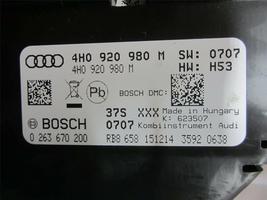 4H0 920 980 M SW: 0707
4H0 920 980 M HW: H53
Pb
BOSCH DMC:
BOSCH
37S XXX
Made in Hungary
K: 623507
0 263 670 200
0707 Kombiinstrument Audi
RB8 658 151214 3592 0638